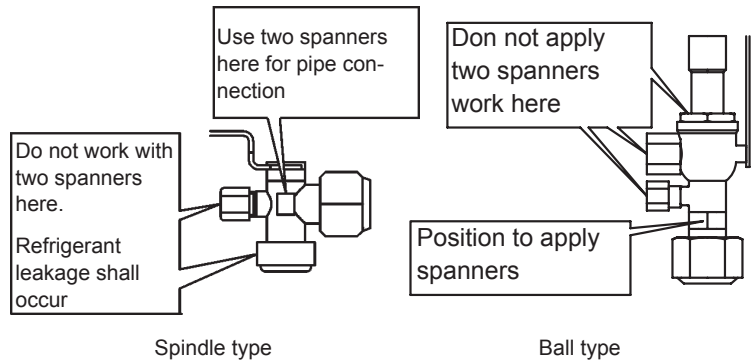 Use two spanners
here for pipe con-
nection
Do not work with
two spanners
here.
Refrigerant
leakage shall
occur
Spindle type
Don not apply
two spanners
work here
Position to apply
spanners
Ball type